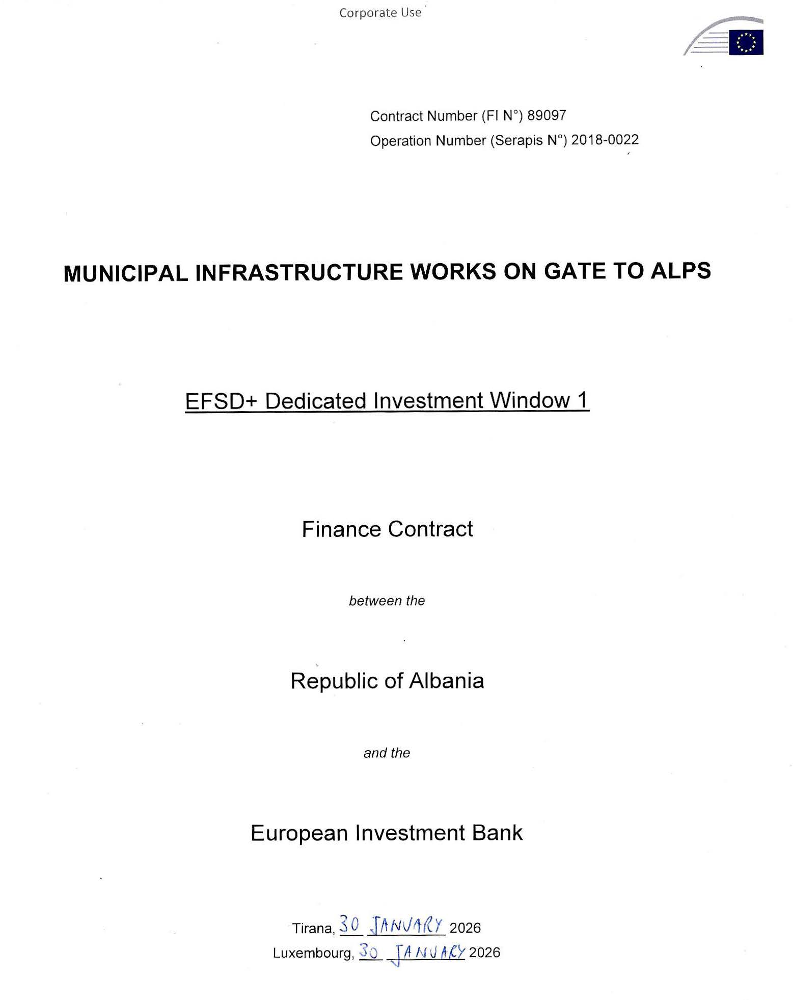 Corporate Use
Contract Number (FI N°) 89097
Operation Number (Serapis N°) 2018-0022
MUNICIPAL INFRASTRUCTURE WORKS ON GATE TO ALPS
EFSD+ Dedicated Investment Window 1
Finance Contract
between the
Republic of Albania
and the
European Investment Bank
Tirana, 30 JANUARY 2026
Luxembourg, 30 JANUARY 2026